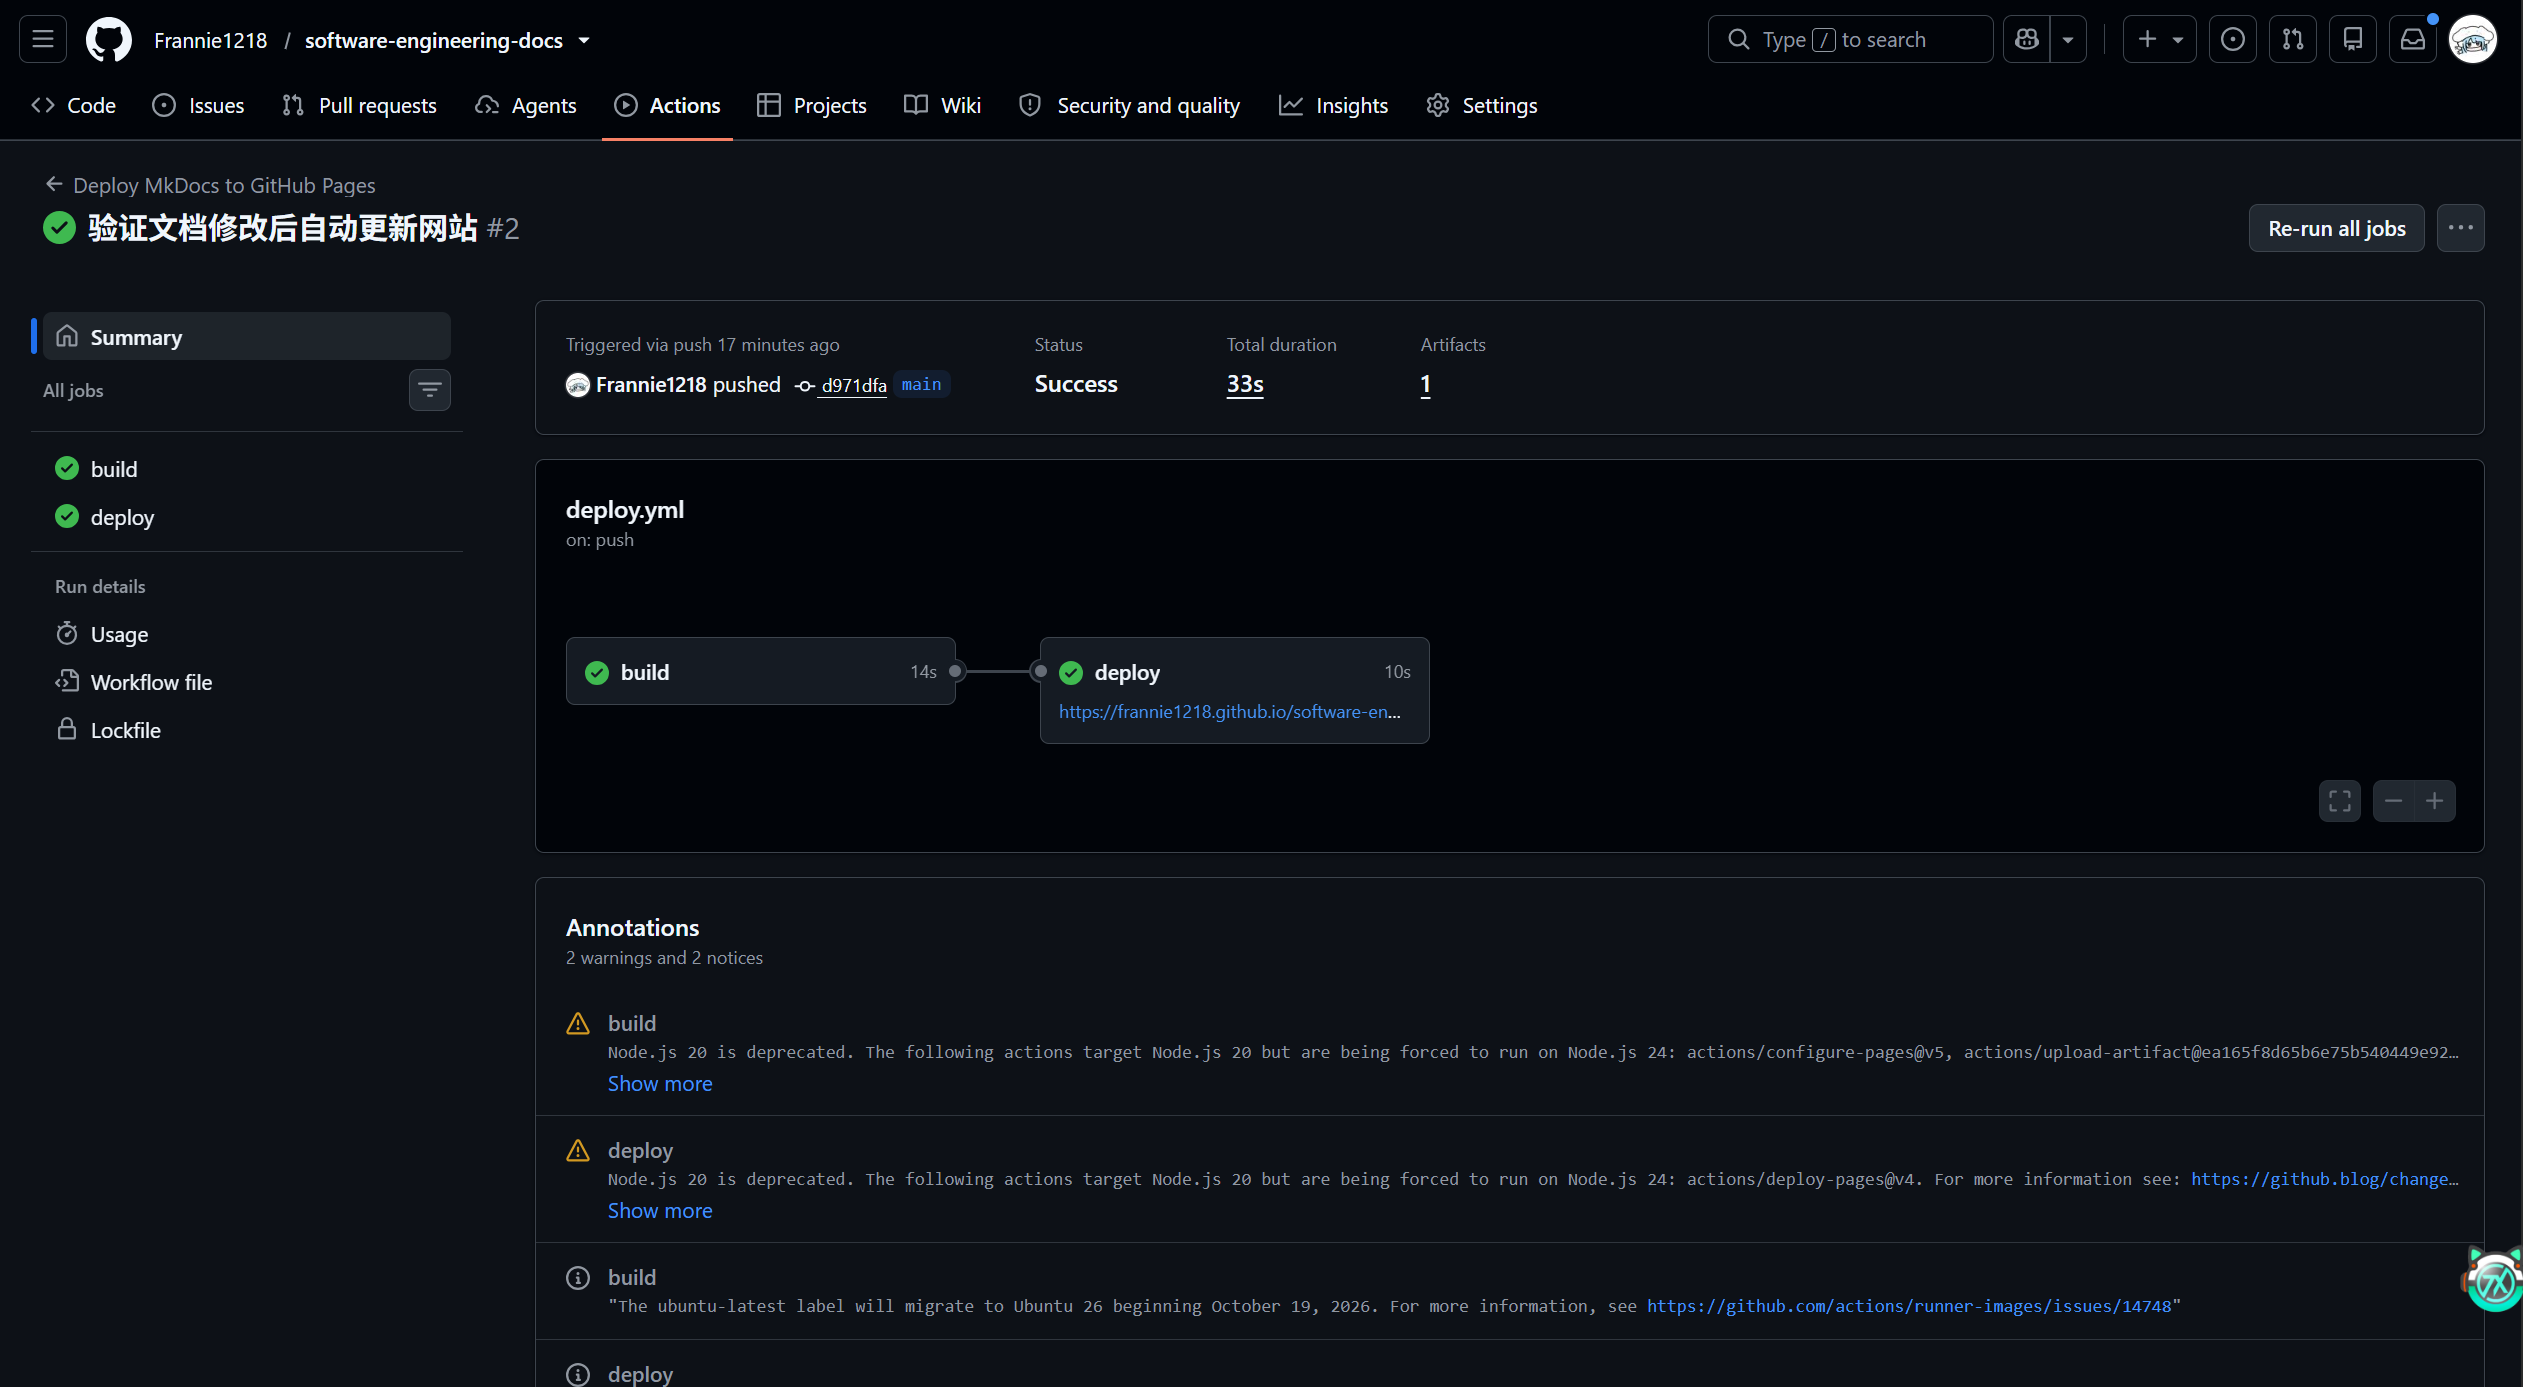 Frannie1218 / software-engineering-docs
Type / to search
Code
Issues
Pull requests
Agents
Actions
Projects
Wiki
Security and quality
Insights
Settings
Deploy MkDocs to GitHub Pages
验证文档修改后自动更新网站 #2
Re-run all jobs
Summary
All jobs
build
deploy
Run details
Usage
Workflow file
Lockfile
Triggered via push 17 minutes ago
Frannie1218 pushed d971dfa main
Status
Success
Total duration
33s
Artifacts
1
deploy.yml
on: push
build 14s
deploy 10s
https://frannie1218.github.io/software-en...
Annotations
2 warnings and 2 notices
build
Node.js 20 is deprecated. The following actions target Node.js 20 but are being forced to run on Node.js 24: actions/configure-pages@v5, actions/upload-artifact@ea165f8d65b6e75b540449e92...
Show more
deploy
Node.js 20 is deprecated. The following actions target Node.js 20 but are being forced to run on Node.js 24: actions/deploy-pages@v4. For more information see: https://github.blog/change...
Show more
build
"The ubuntu-latest label will migrate to Ubuntu 26 beginning October 19, 2026. For more information, see https://github.com/actions/runner-images/issues/14748"
deploy
7X